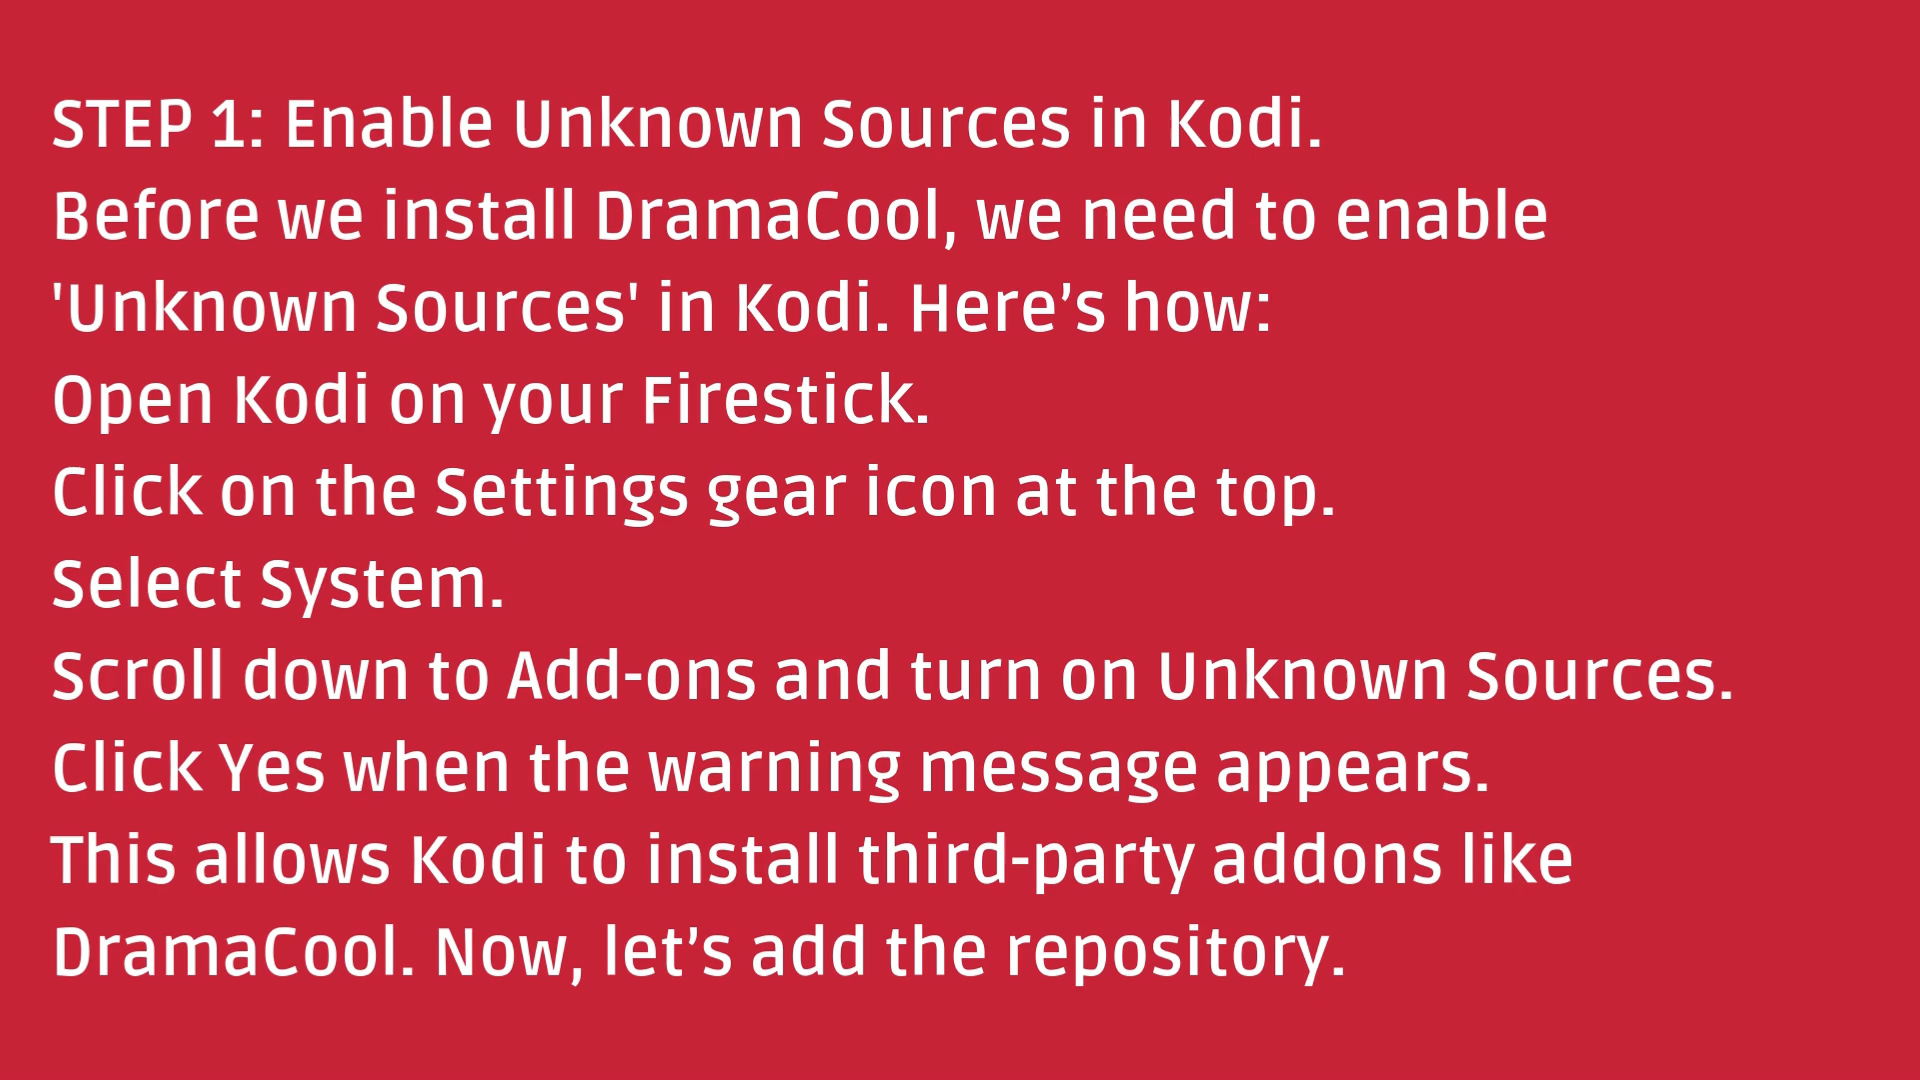 STEP 1: Enable Unknown Sources in Kodi.
Before we install DramaCool, we need to enable
'Unknown Sources' in Kodi. Here’s how:
Open Kodi on your Firestick.
Click on the Settings gear icon at the top.
Select System.
Scroll down to Add-ons and turn on Unknown Sources.
Click Yes when the warning message appears.
This allows Kodi to install third-party addons like
DramaCool. Now, let’s add the repository.